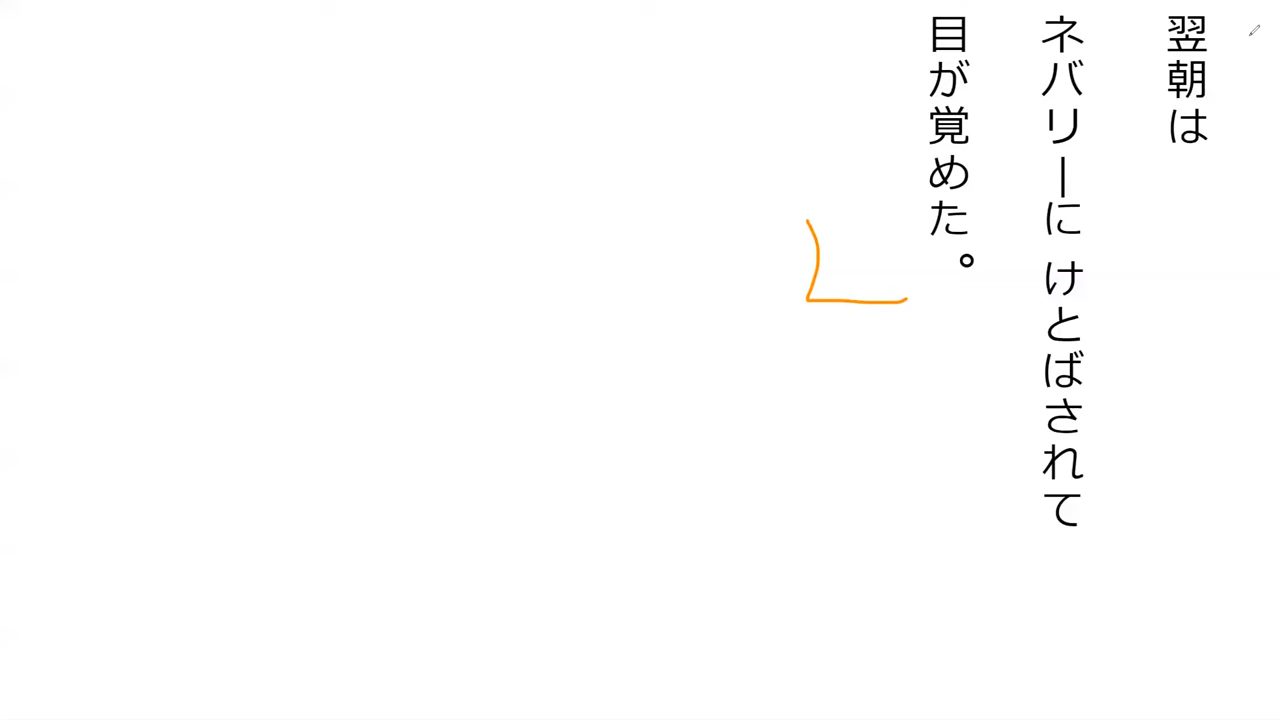 翌朝は
ネバリーに けとばされて
目が覚めた。